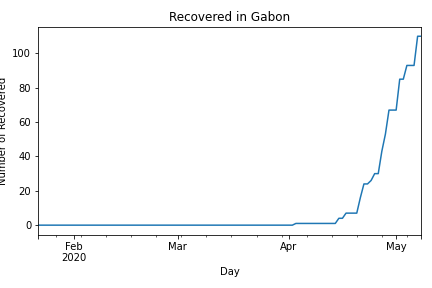 Recovered in Gabon
Number of Recovered
100
80
60
40
20
0
Feb
2020
Mar
Apr
May
Day